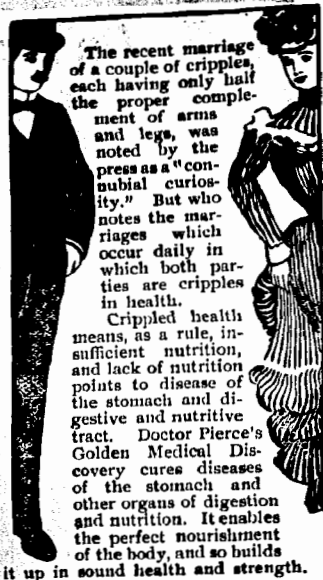 The recent marriage
of a couple of cripples,
each having only half
the proper comple-
ment of arms
and legs, was
noted by the
press as a "con-
nubial curios-
ity." But who
notes the mar-
riages which
occur daily in
which both par-
ties are cripples
in health.
Crippled health
means, as a rule, in-
sufficient nutrition,
and lack of nutrition
points to disease of
the stomach and di-
gestive and nutritive
tract. Doctor Pierce's
Golden Medical Dis-
covery cures diseases
of the stomach and
other organs of digestion
and nutrition. It enables
the perfect nourishment
of the body, and so builds
it up in sound health and strength.